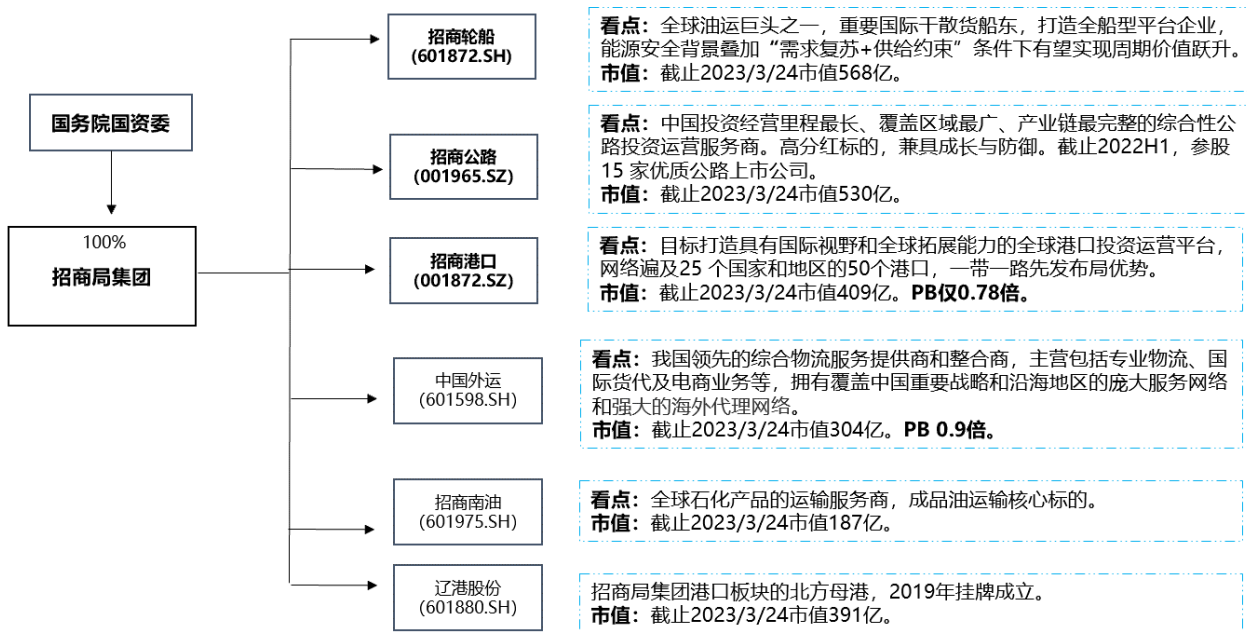 国务院国资委
100%
招商局集团
招商轮船
(601872.SH)
看点：全球油运巨头之一，重要国际干散货船东，打造全船型平台企业，
能源安全背景叠加“需求复苏+供给约束”条件下有望实现周期价值跃升。
市值：截止2023/3/24市值568亿。
招商公路
(001965.SZ)
看点：中国投资经营里程最长、覆盖区域最广、产业链最完整的综合性公
路投资运营服务商。高分红标的，兼具成长与防御。截止2022H1，参股
15 家优质公路上市公司。
市值：截止2023/3/24市值530亿。
招商港口
(001872.SZ)
看点：目标打造具有国际视野和全球拓展能力的全球港口投资运营平台，
网络遍及25 个国家和地区的50个港口，一带一路先发布局优势。
市值：截止2023/3/24市值409亿。PB仅0.78倍。
中国外运
(601598.SH)
看点：我国领先的综合物流服务提供商和整合商，主营包括专业物流、国
际货代及电商业务等，拥有覆盖中国重要战略和沿海地区的庞大服务网络
和强大的海外代理网络。
市值：截止2023/3/24市值304亿。PB 0.9倍。
招商南油
(601975.SH)
看点：全球石化产品的运输服务商，成品油运输核心标的。
市值：截止2023/3/24市值187亿。
辽港股份
(601880.SH)
招商局集团港口板块的北方母港，2019年挂牌成立。
市值：截止2023/3/24市值391亿。